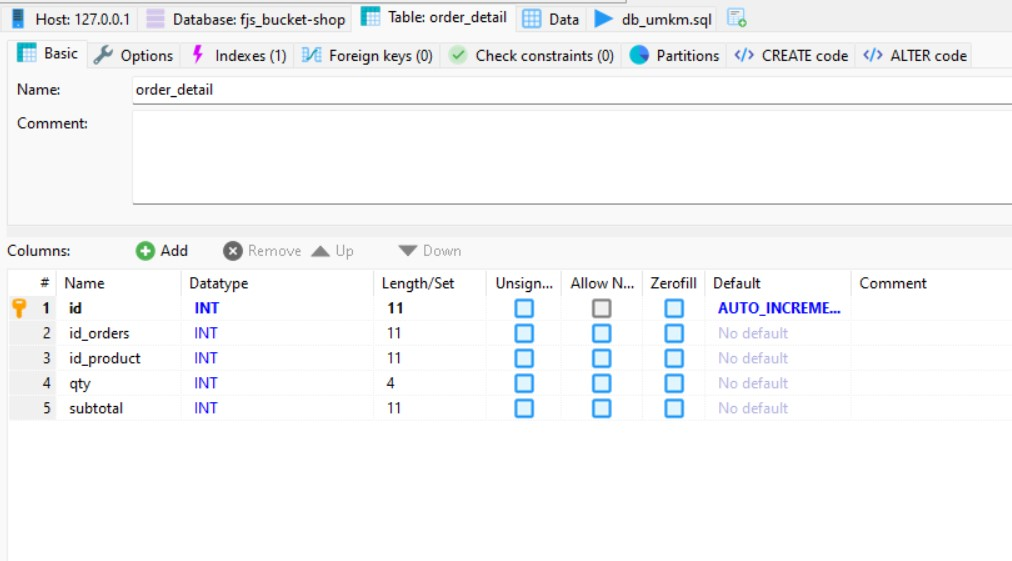 Host: 127.0.0.1 Database: fjs_bucket-shop Table: order_detail Data db_umkm.sql
Basic Options Indexes (1) Foreign keys (0) Check constraints (0) Partitions CREATE code ALTER code
Name: order_detail
Comment:
Columns: Add Remove Up Down
# Name Datatype Length/Set Unsign... Allow N... Zerofill Default Comment
1 id INT 11 AUTO_INCREME...
2 id_orders INT 11 No default
3 id_product INT 11 No default
4 qty INT 4 No default
5 subtotal INT 11 No default